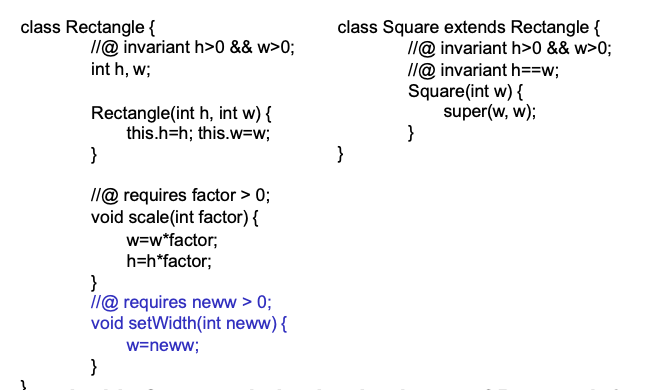 class Rectangle {
//@ invariant h>0 && w>0;
int h, w;
Rectangle(int h, int w) {
this.h=h; this.w=w;
}
//@ requires factor > 0;
void scale(int factor) {
w=w*factor;
h=h*factor;
}
//@ requires neww > 0;
void setWidth(int neww) {
w=neww;
}
}
class Square extends Rectangle {
//@ invariant h>0 && w>0;
//@ invariant h==w;
Square(int w) {
super(w, w);
}
}